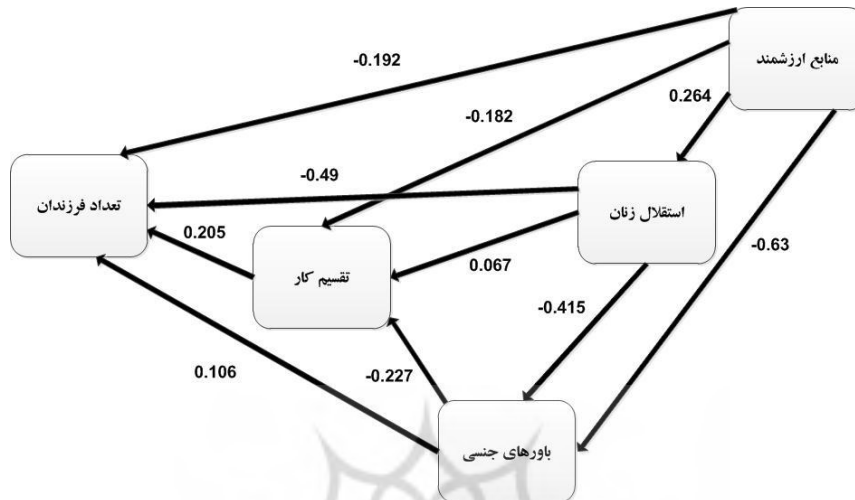 منابع ارزشمند
-0.192
0.264
-0.182
استقلال زنان
-0.49
تعداد فرزندان
0.205
تقسیم کار
0.067
-0.63
-0.415
0.106
-0.227
باورهای جنسی